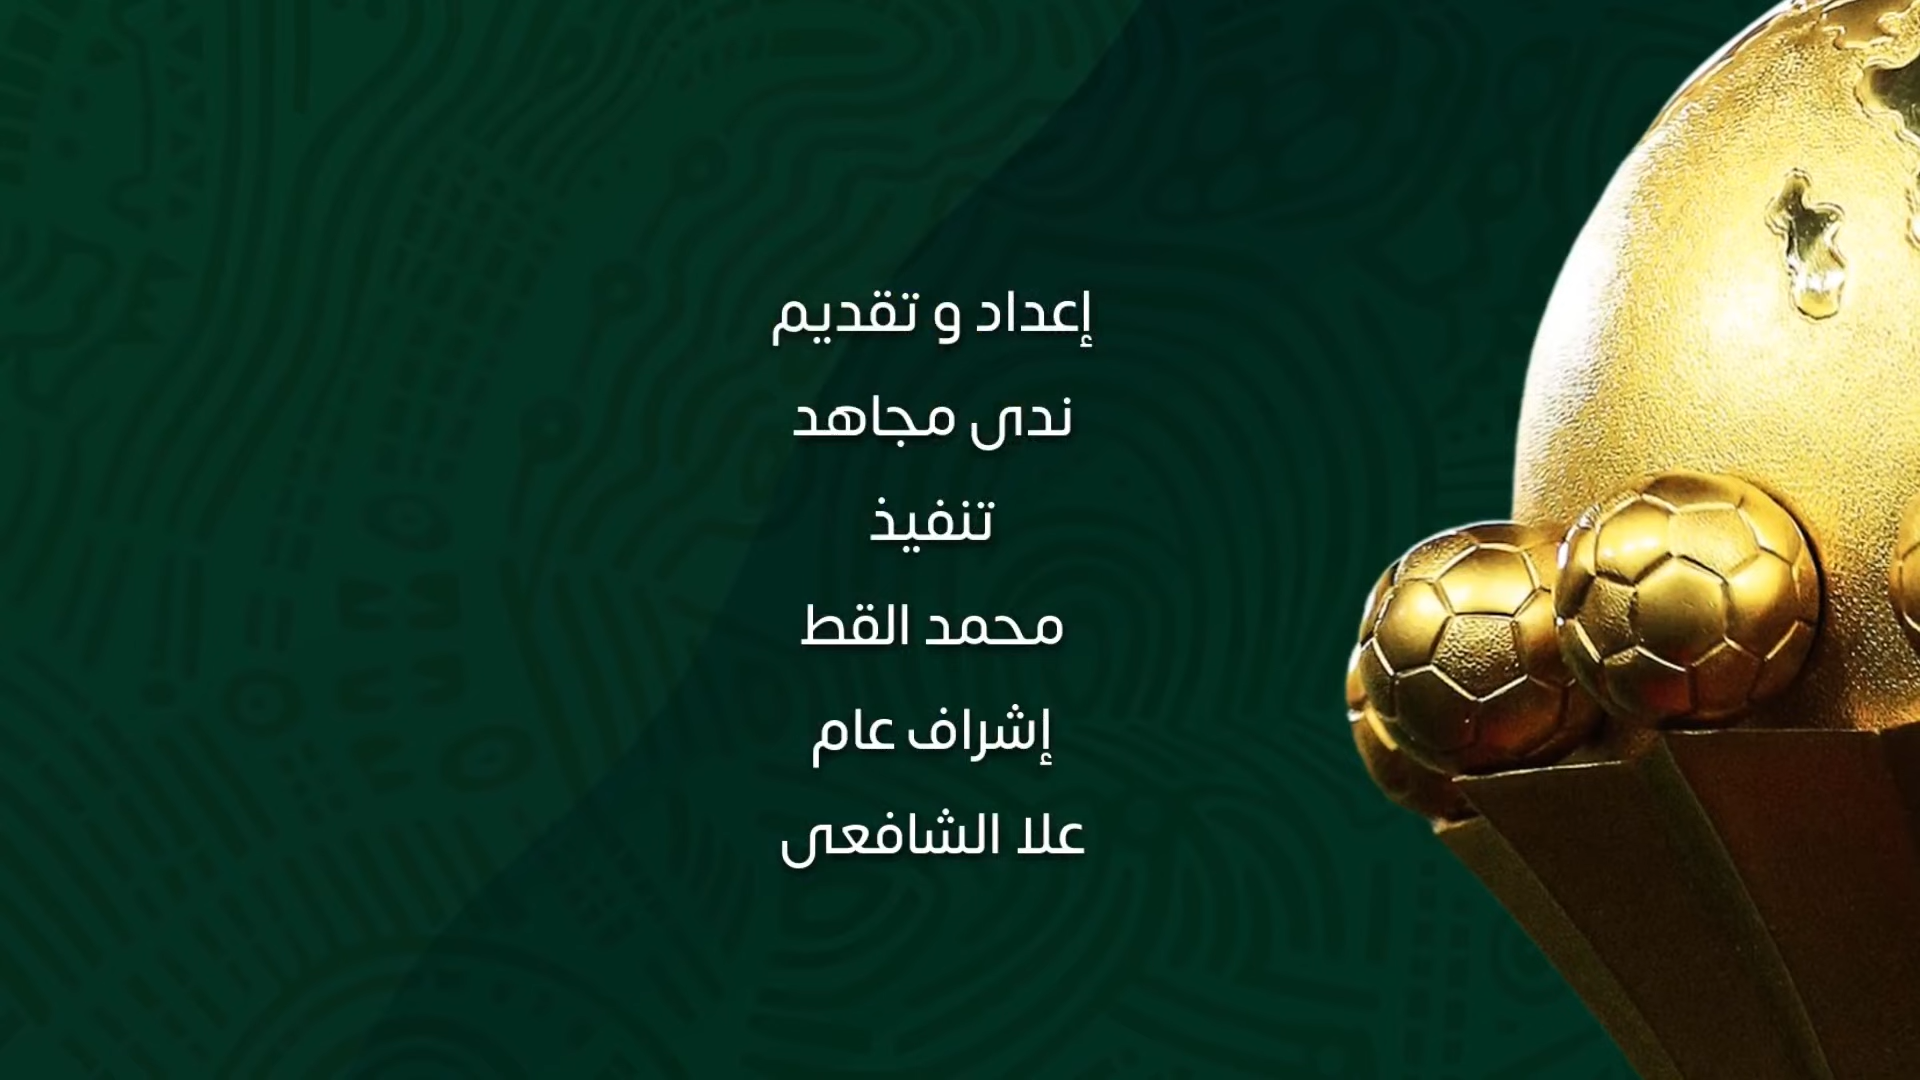 إعداد و تقديم
ندى مجاهد
تنفيذ
محمد القط
إشراف عام
علا الشافعى